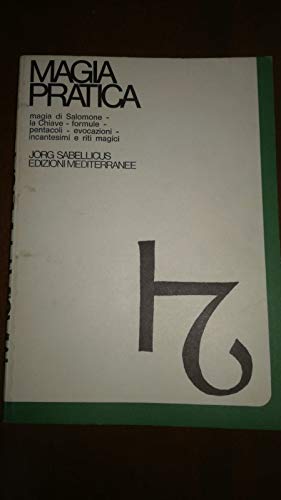 MAGIA
PRATICA
magia di Salomone -
la Chiave - formule -
pentacoli - evocazioni -
incantesimi e riti magici
JORG SABELLICUS
EDIZIONI MEDITERRANEE